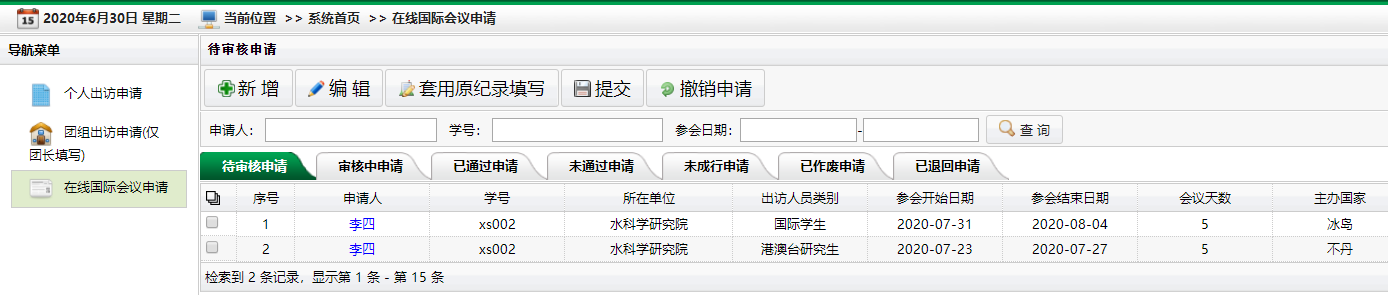 15 2020年6月30日 星期二 当前位置 >> 系统首页 >> 在线国际会议申请
导航菜单
个人出访申请
团组出访申请(仅
团长填写)
在线国际会议申请
待审核申请
新 增 编 辑 套用原纪录填写 提交 撤销申请
申请人: 学号: 参会日期: - 查 询
待审核申请 审核中申请 已通过申请 未通过申请 未成行申请 已作废申请 已退回申请
序号 申请人 学号 所在单位 出访人员类别 参会开始日期 参会结束日期 会议天数 主办国家
1 李四 xs002 水科学研究院 国际学生 2020-07-31 2020-08-04 5 冰岛
2 李四 xs002 水科学研究院 港澳台研究生 2020-07-23 2020-07-27 5 不丹
检索到 2 条记录，显示第 1 条 - 第 15 条